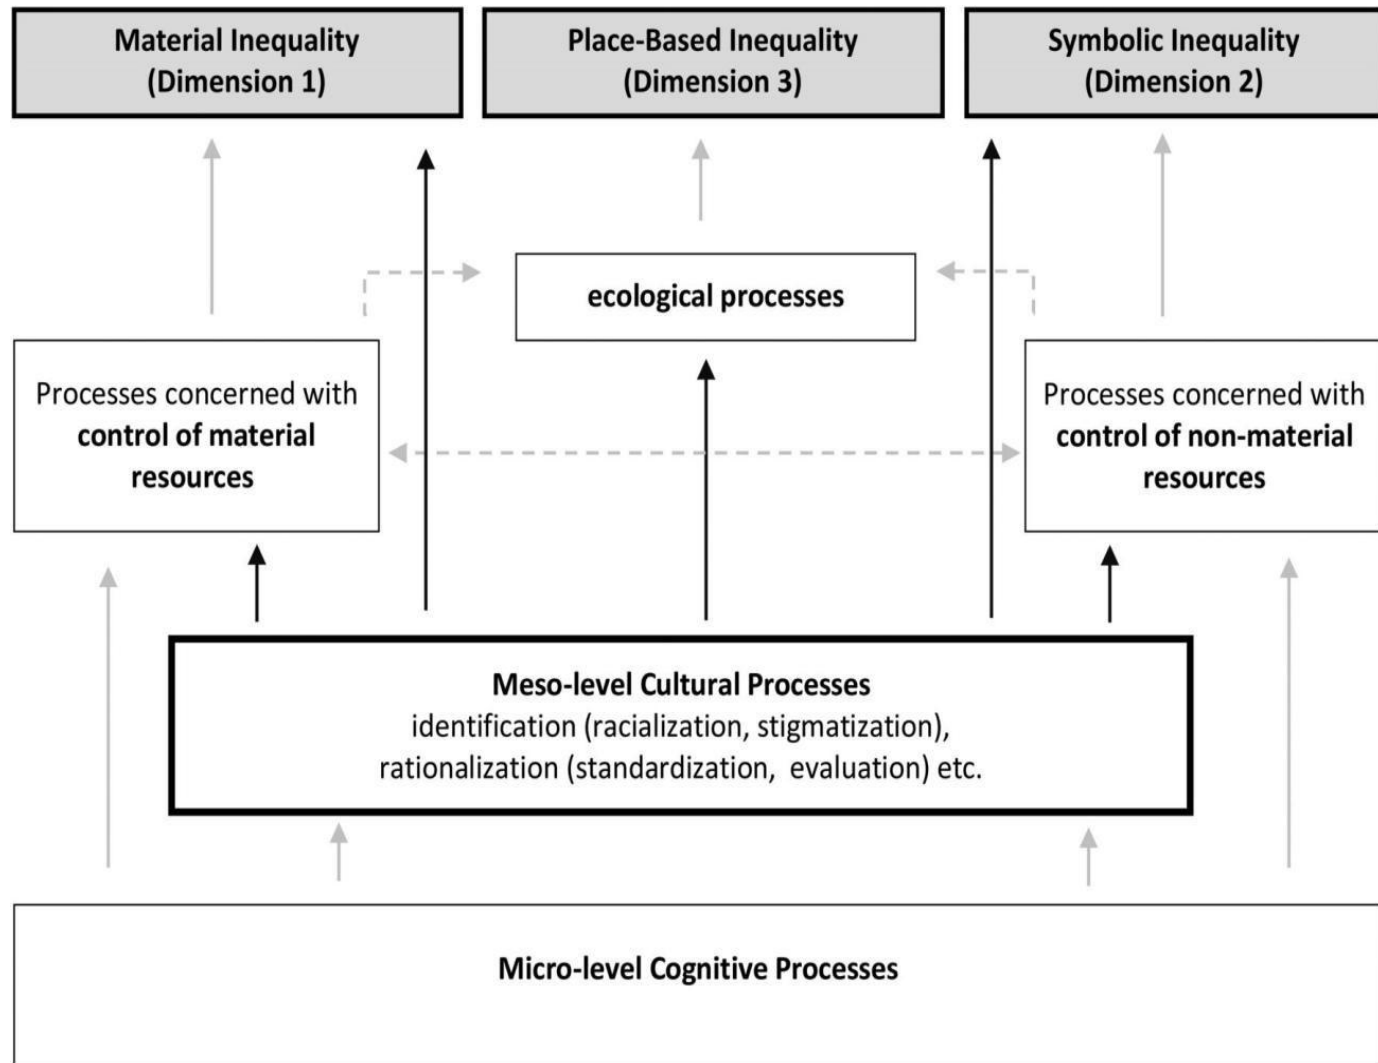 Material Inequality
(Dimension 1)
Place-Based Inequality
(Dimension 3)
Symbolic Inequality
(Dimension 2)
ecological processes
Processes concerned with
control of material
resources
Processes concerned with
control of non-material
resources
Meso-level Cultural Processes
identification (racialization, stigmatization),
rationalization (standardization, evaluation) etc.
Micro-level Cognitive Processes